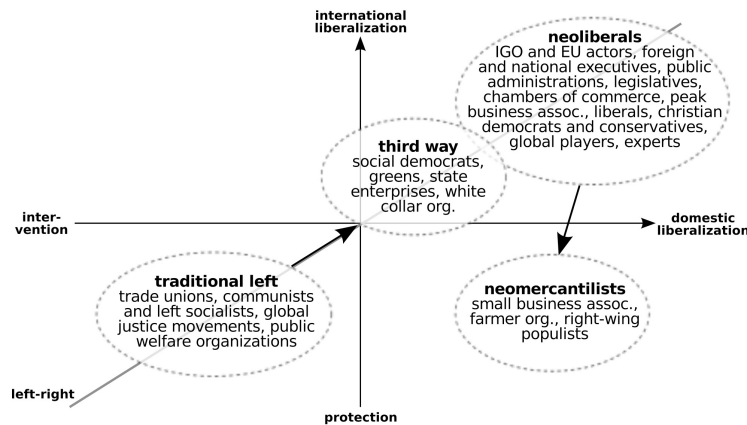 international
liberalization
neoliberals
IGO and EU actors, foreign
and national executives, public
administrations, legislatives,
chambers of commerce, peak
business assoc., liberals, christian
democrats and conservatives,
global players, experts
third way
social democrats,
greens, state
enterprises, white
collar org.
inter-
vention
domestic
liberalization
traditional left
trade unions, communists
and left socialists, global
justice movements, public
welfare organizations
neomercantilists
small business assoc.,
farmer org., right-wing
populists
left-right
protection